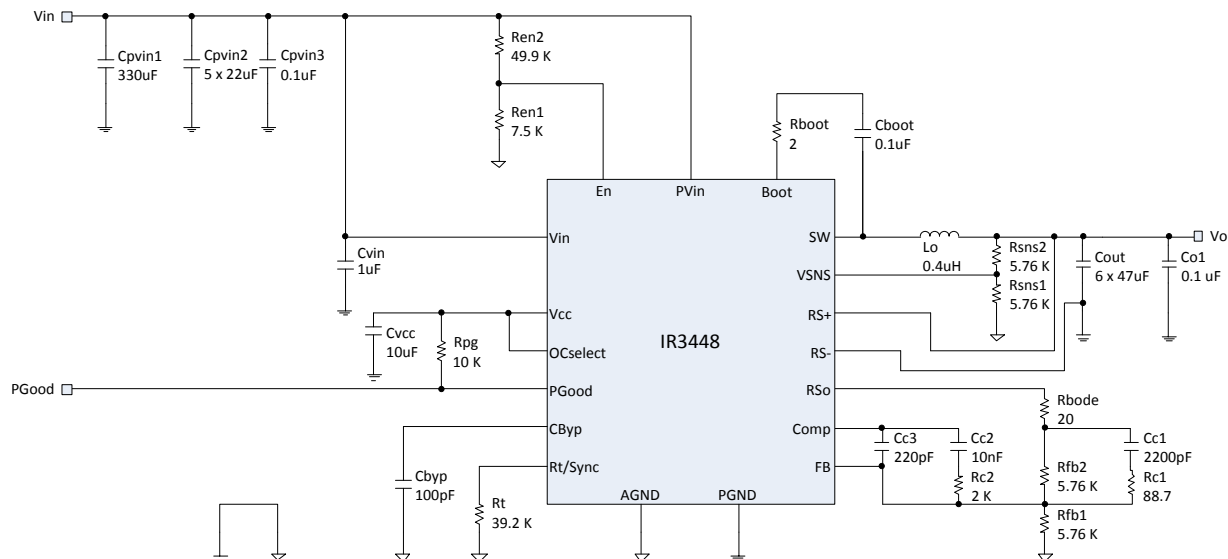 Vin
Cpvin1
330uF
Cpvin2
5 x 22uF
Cpvin3
0.1uF
Ren2
49.9 K
Ren1
7.5 K
Rboot
2
Cboot
0.1uF
En
PVin
Boot
Vin
Cvin
1uF
SW
Lo
0.4uH
Rsns2
5.76 K
Rsns1
5.76 K
Cout
6 x 47uF
Co1
0.1 uF
Vo
VSNS
Vcc
Cvcc
10uF
Rpg
10 K
OCselect
IR3448
RS+
RS-
PGood
PGood
RSo
Rbode
20
CByp
Cbyp
100pF
Rt/Sync
Rt
39.2 K
Comp
FB
Cc3
220pF
Cc2
10nF
Rc2
2 K
Cc1
2200pF
Rfb2
5.76 K
Rc1
88.7
Rfb1
5.76 K
AGND
PGND